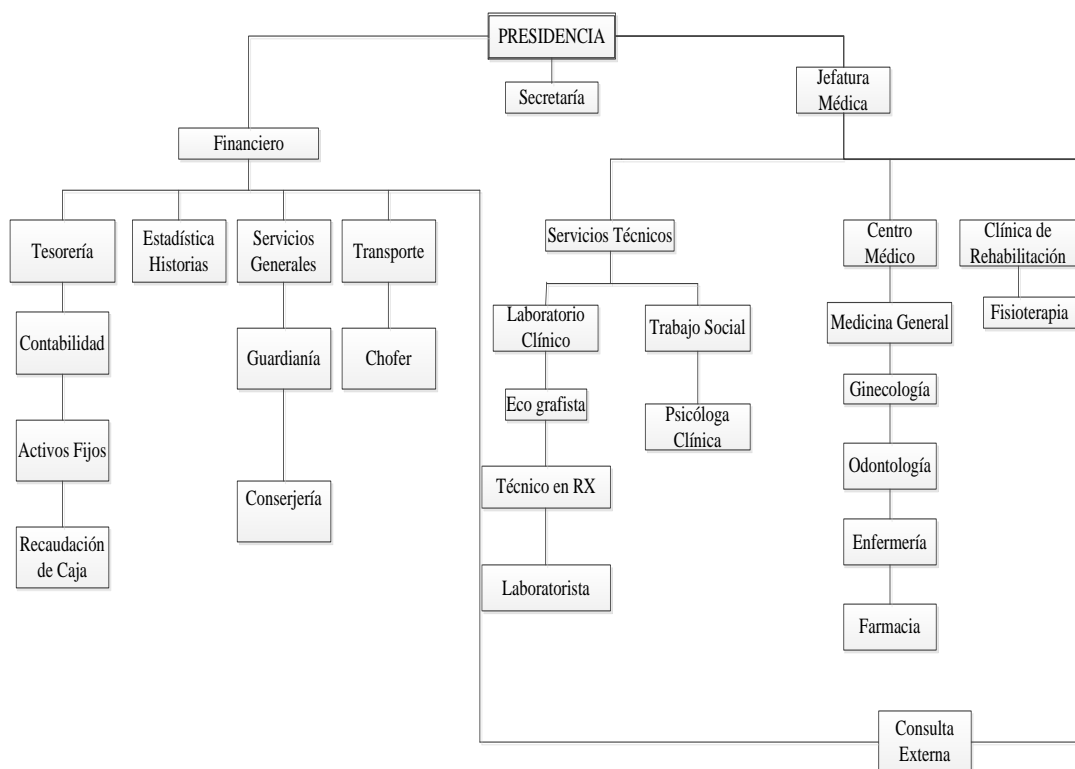 PRESIDENCIA
Secretaría
Jefatura
Médica
Financiero
Tesorería
Estadística
Historias
Servicios
Generales
Transporte
Contabilidad
Guardianía
Chofer
Activos Fijos
Conserjería
Recaudación
de Caja
Servicios Técnicos
Centro
Médico
Clínica de
Rehabilitación
Laboratorio
Clínico
Trabajo Social
Medicina General
Fisioterapia
Eco grafista
Psicóloga
Clínica
Ginecología
Técnico en RX
Odontología
Laboratorista
Enfermería
Farmacia
Consulta
Externa